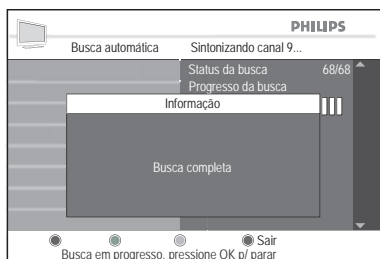 PHILIPS
Busca automática Sintonizando canal 9...
Status da busca 68/68
Progresso da busca
Informação
Busca completa
Sair
Busca em progresso, pressione OK p/ parar